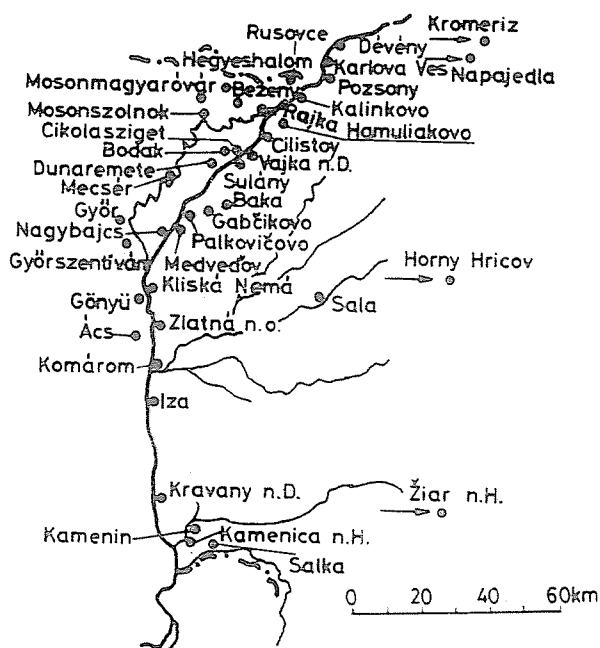 Kromeriz
Rusovce
Dévény
Hegyeshalom
Karlova Ves
Napajedla
Mosonmagyaróvár
Bezeny
Pozsony
Mosonszolnok
Rajka
Kalinkovo
Cikolasziget
Hamuliakovo
Bodak
Čilistov
Dunaremete
Vajka n.D.
Mecsér
Sulány
Baka
Győr
Gabčikovo
Nagybajcs
Palkovičovo
Győrszentiván
Medveďov
Horny Hricov
Kliská Nemá
Gönyü
Sala
Zlatná n.o.
Ács
Komárom
Iza
Kravany n.D.
Žiar n.H.
Kamenin
Kamenica n.H.
Salka
0 20 40 60km